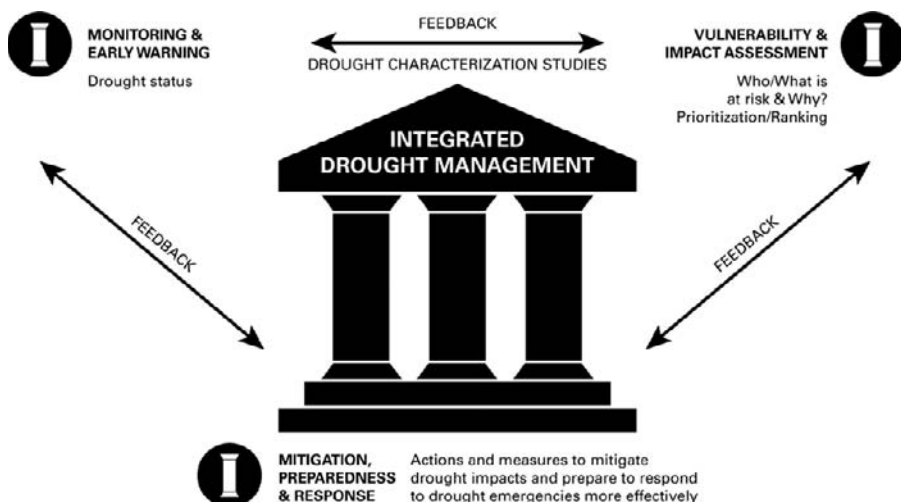 MONITORING &
EARLY WARNING
Drought status
FEEDBACK
DROUGHT CHARACTERIZATION STUDIES
VULNERABILITY &
IMPACT ASSESSMENT
Who/What is
at risk & Why?
Prioritization/Ranking
INTEGRATED
DROUGHT MANAGEMENT
FEEDBACK
FEEDBACK
MITIGATION,
PREPAREDNESS
& RESPONSE
Actions and measures to mitigate
drought impacts and prepare to respond
to drought emergencies more effectively